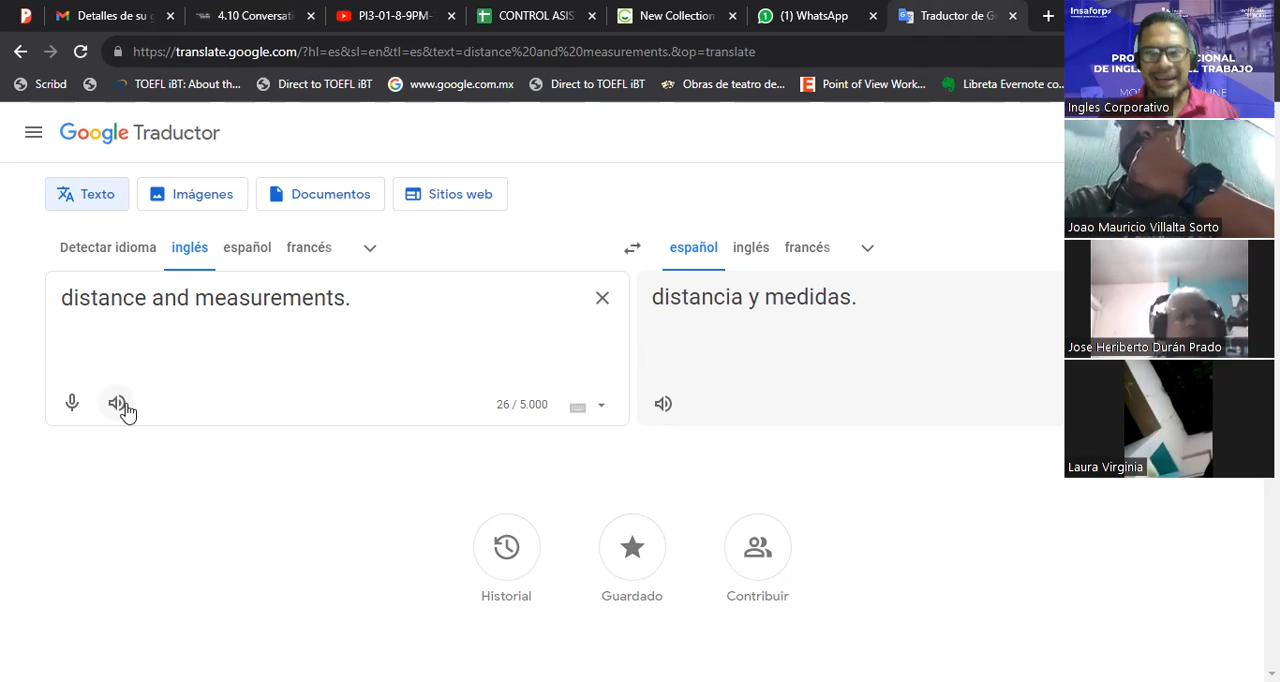 Detalles de su g
4.10 Conversati
PI3-01-8-9PM-
CONTROL ASIS
New Collection
(1) WhatsApp
Traductor de G
https://translate.google.com/?hl=es&sl=en&tl=es&text=distance%20and%20measurements.&op=translate
Scribd
TOEFL iBT: About th...
Direct to TOEFL iBT
www.google.com.mx
Direct to TOEFL iBT
Obras de teatro de...
Point of View Work...
Libreta Evernote co...
Google Traductor
Texto
Imágenes
Documentos
Sitios web
Detectar idioma
inglés
español
francés
español
inglés
francés
distance and measurements.
distancia y medidas.
26 / 5.000
Historial
Guardado
Contribuir
Insaforp
DE INGL
TRABAJO
Ingles Corporativo
Joao Mauricio Villalta Sorto
Jose Heriberto Durán Prado
Laura Virginia